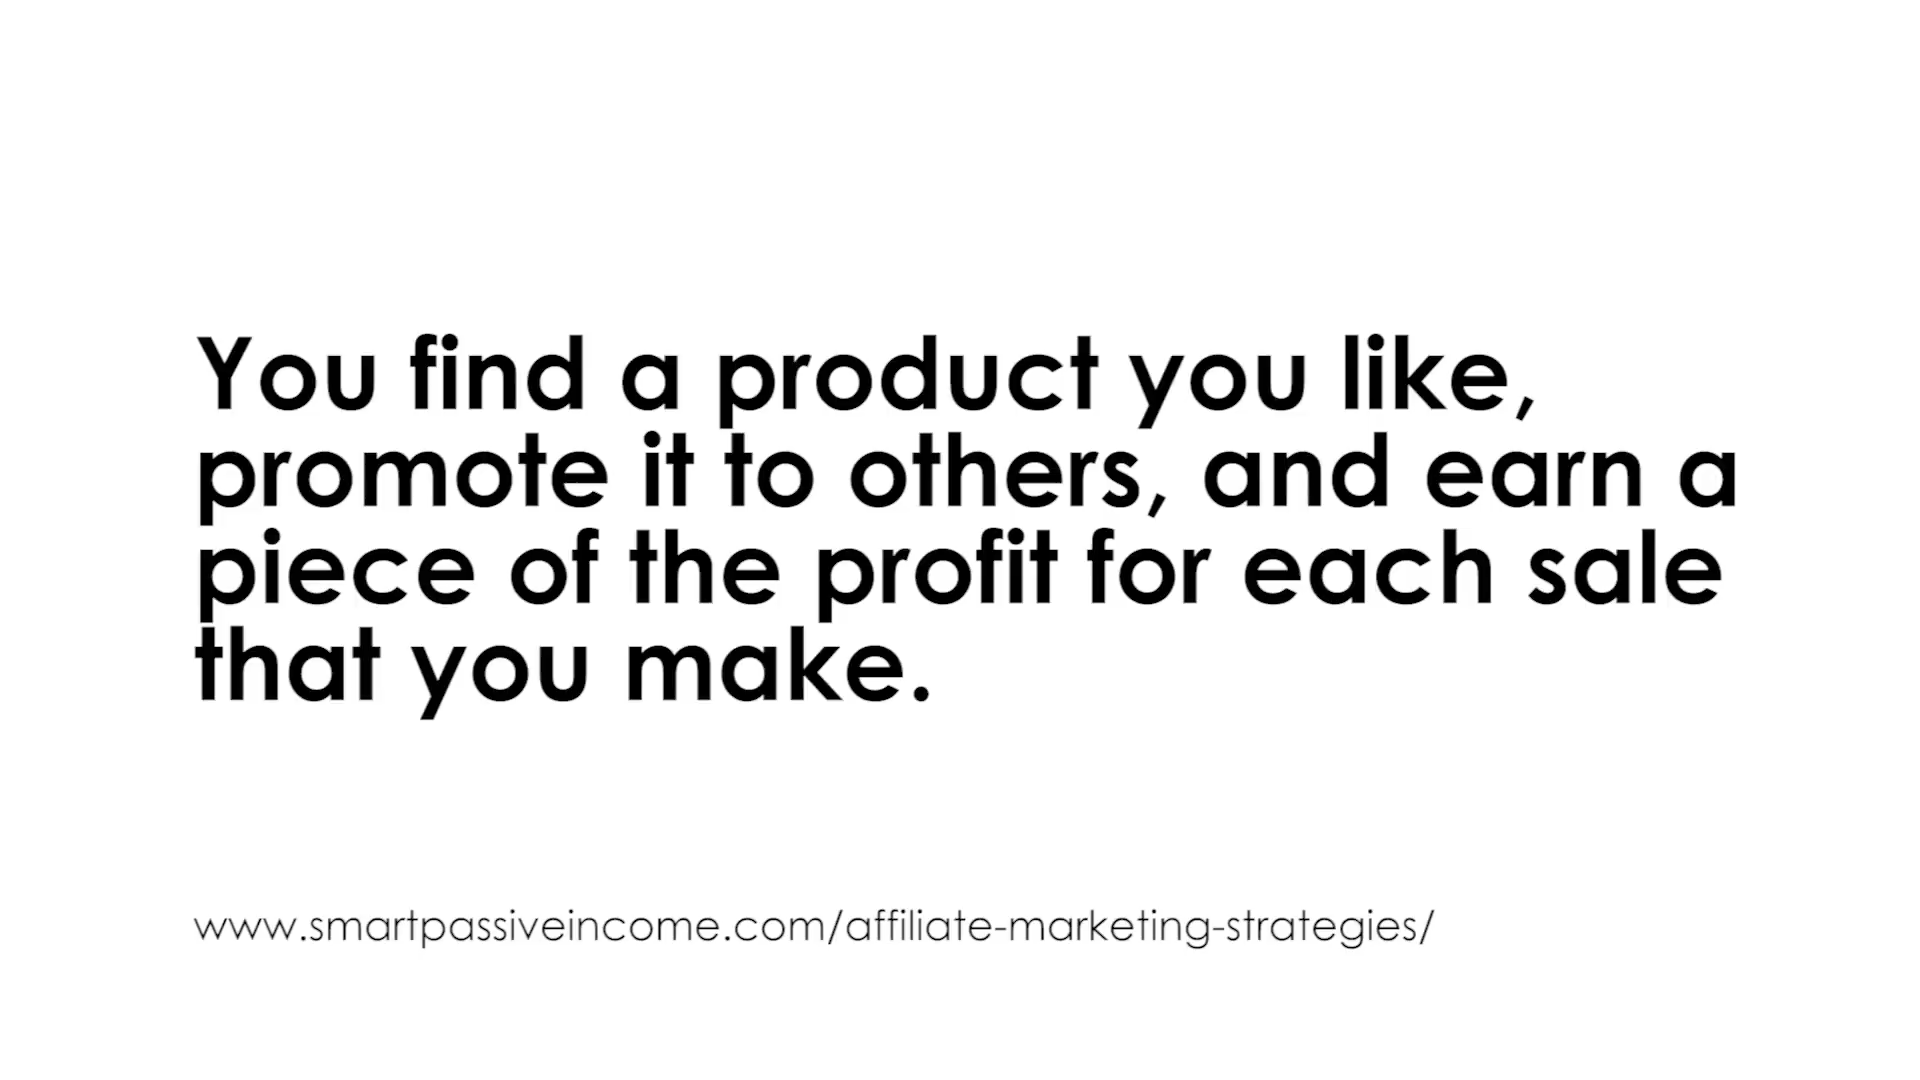 You find a product you like,
promote it to others, and earn a
piece of the profit for each sale
that you make.
www.smartpassiveincome.com/affiliate-marketing-strategies/